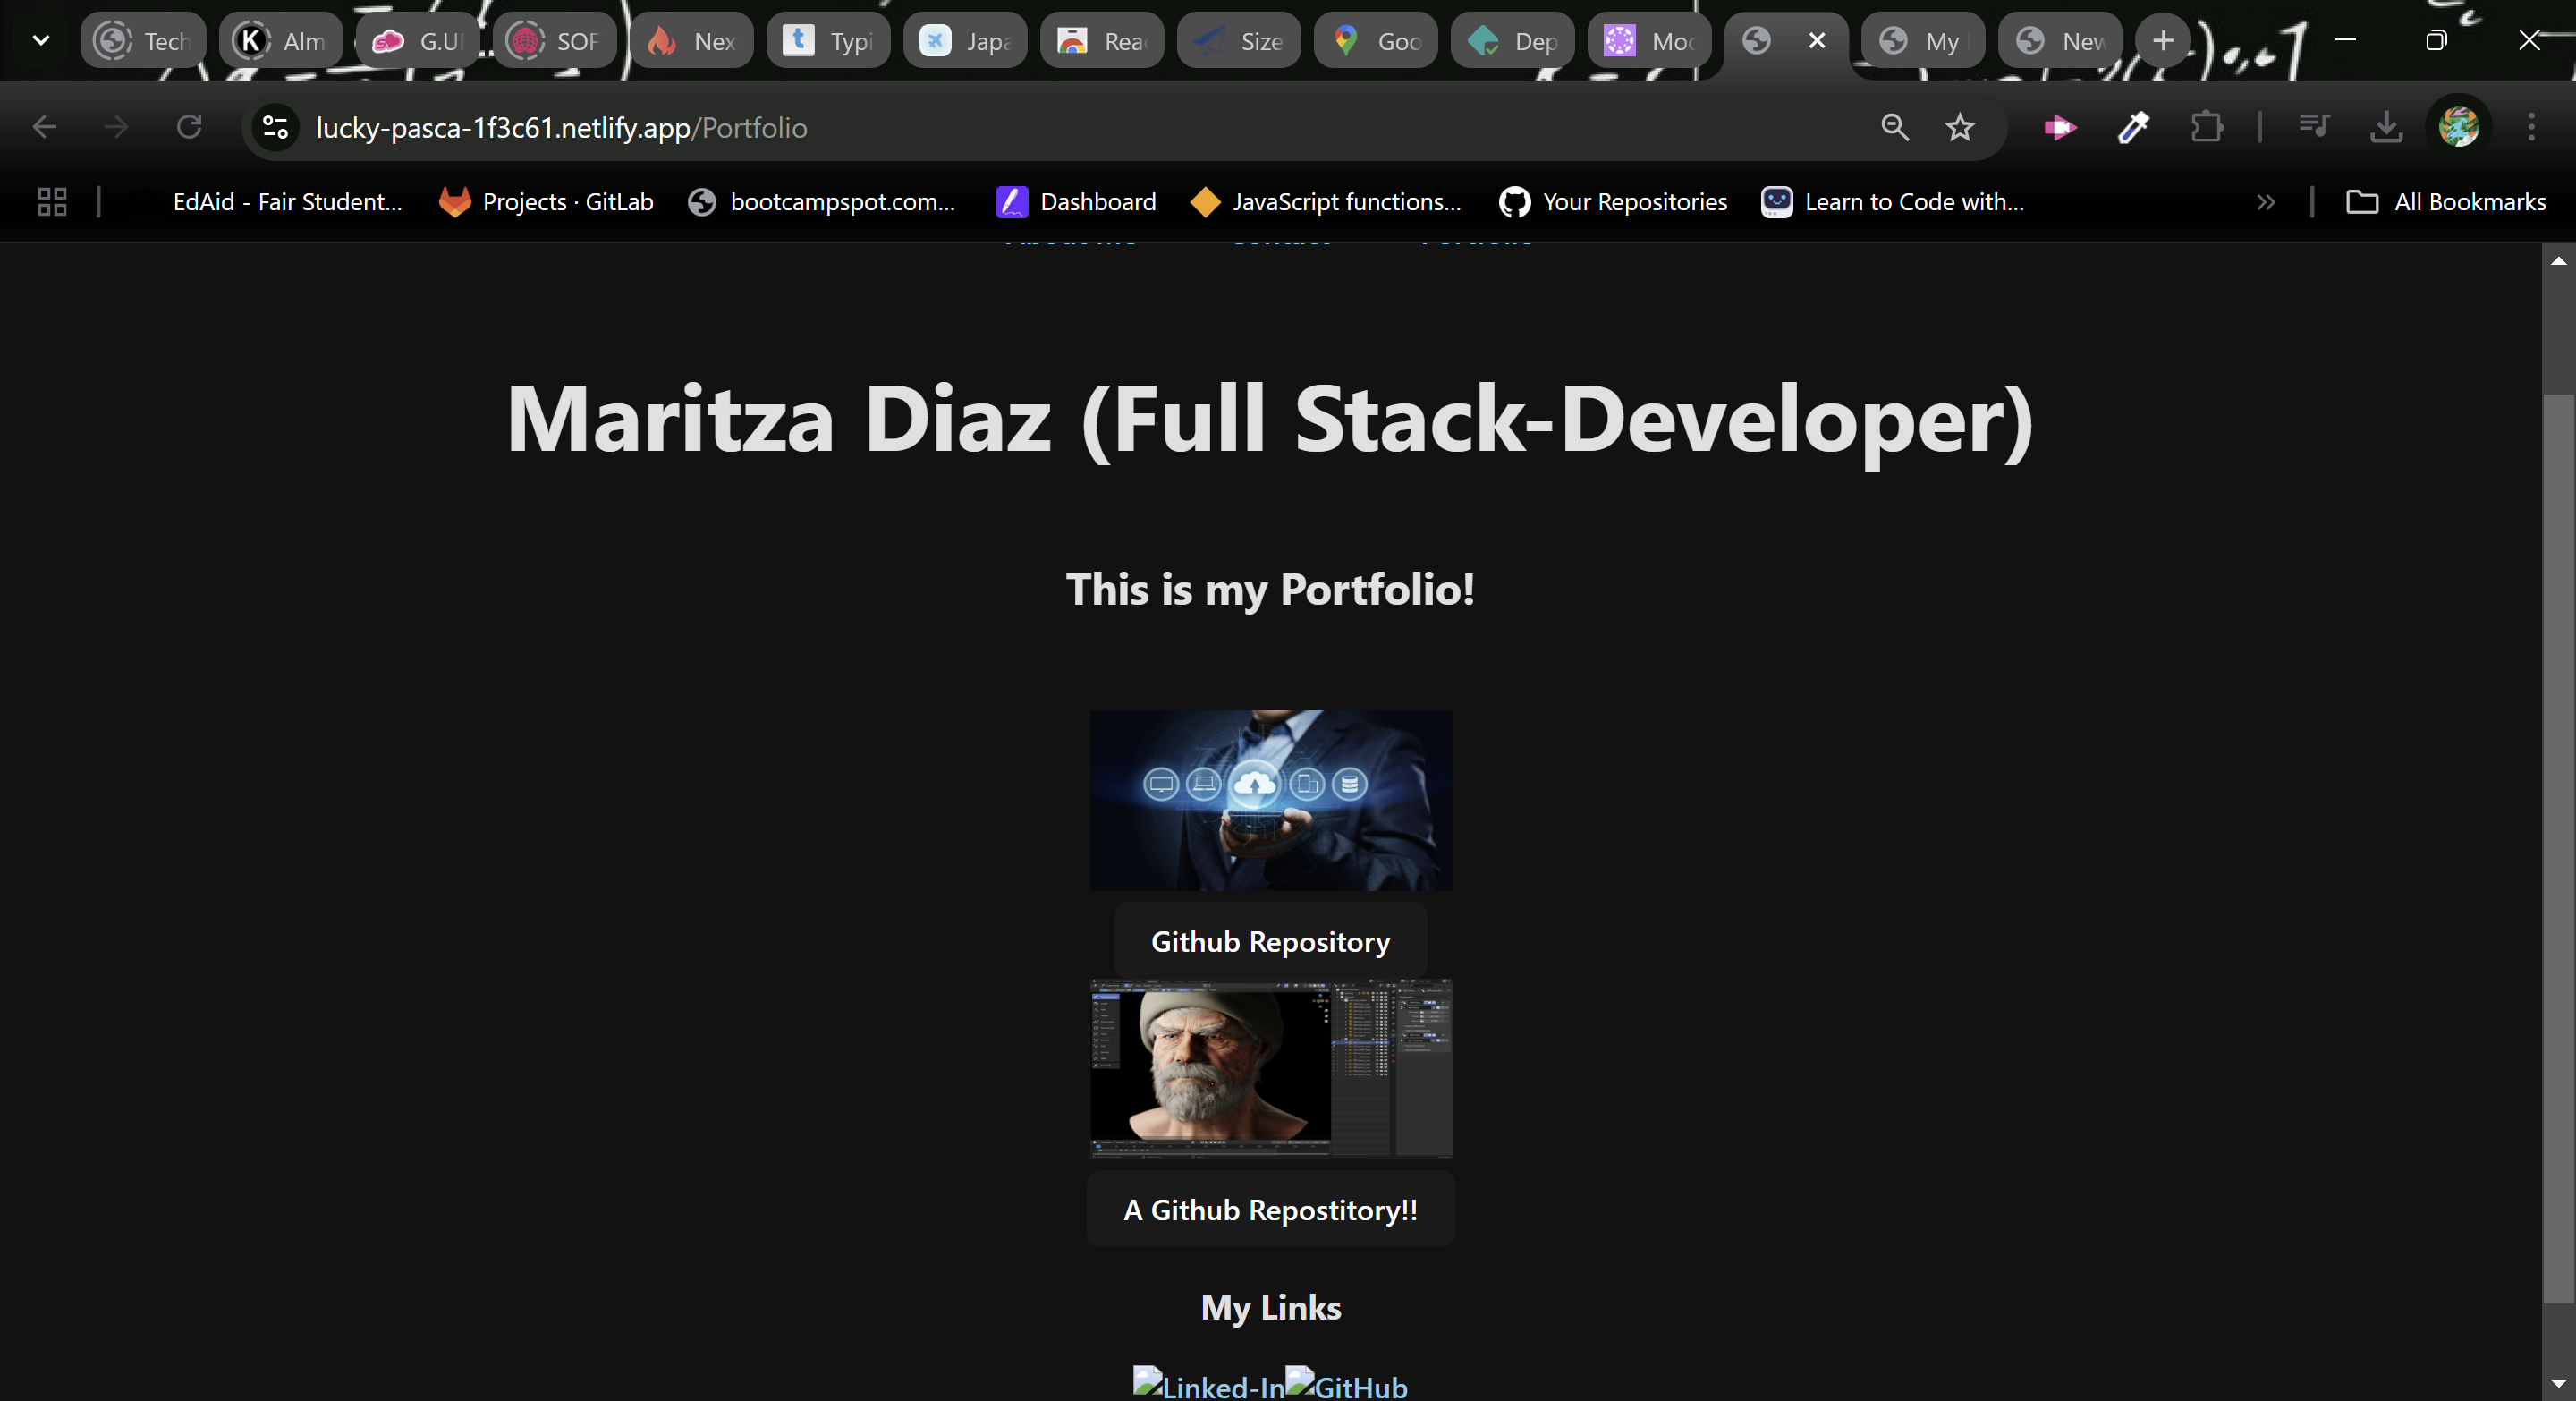 Tech
Alm
G.UI
SOF
Nex
Typi
Japa
Reac
Size
Goo
Dep
Moc
My
New
lucky-pasca-1f3c61.netlify.app/Portfolio
EdAid - Fair Student...
Projects · GitLab
bootcampspot.com...
Dashboard
JavaScript functions...
Your Repositories
Learn to Code with...
All Bookmarks
Maritza Diaz (Full Stack-Developer)
This is my Portfolio!
Github Repository
A Github Repostitory!!
My Links
Linked-In GitHub